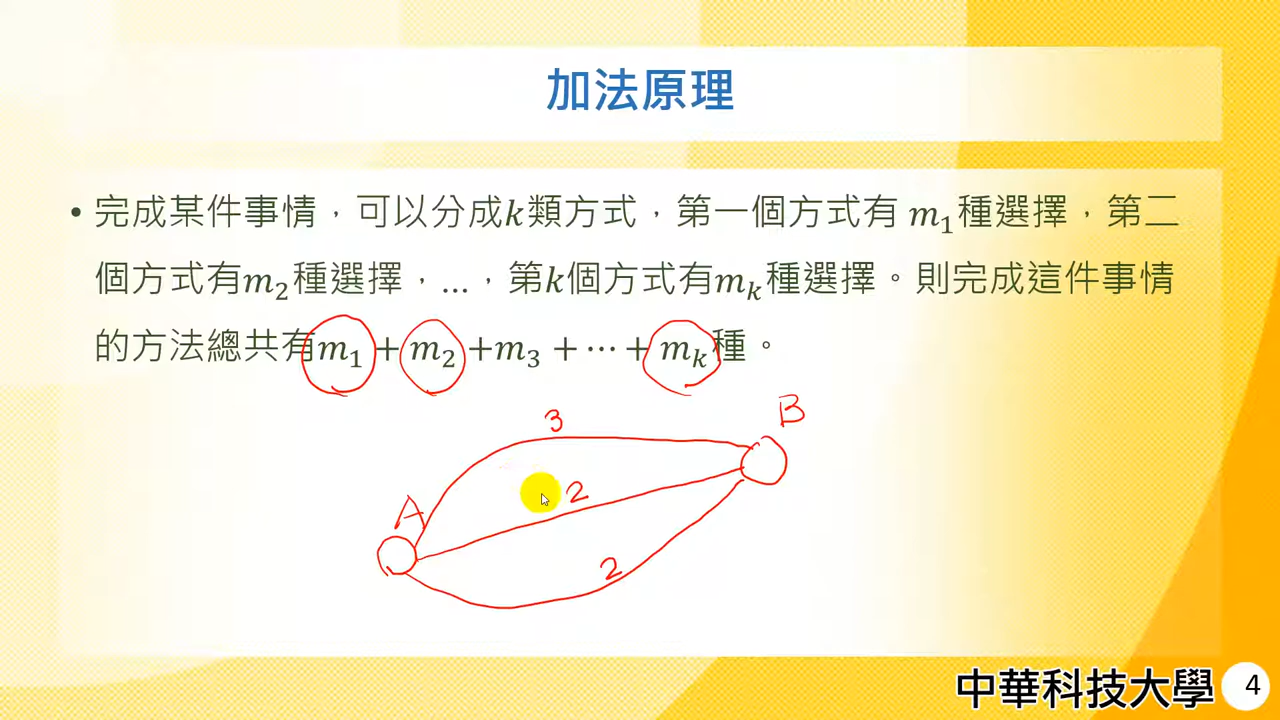 加法原理
• 完成某件事情，可以分成k類方式，第一個方式有 m₁種選擇，第二
個方式有m₂種選擇，…，第k個方式有mₖ種選擇。則完成這件事情
的方法總共有m₁ + m₂ +m₃ + ⋯ + mₖ種。
B
3
2
A
2
中華科技大學 4